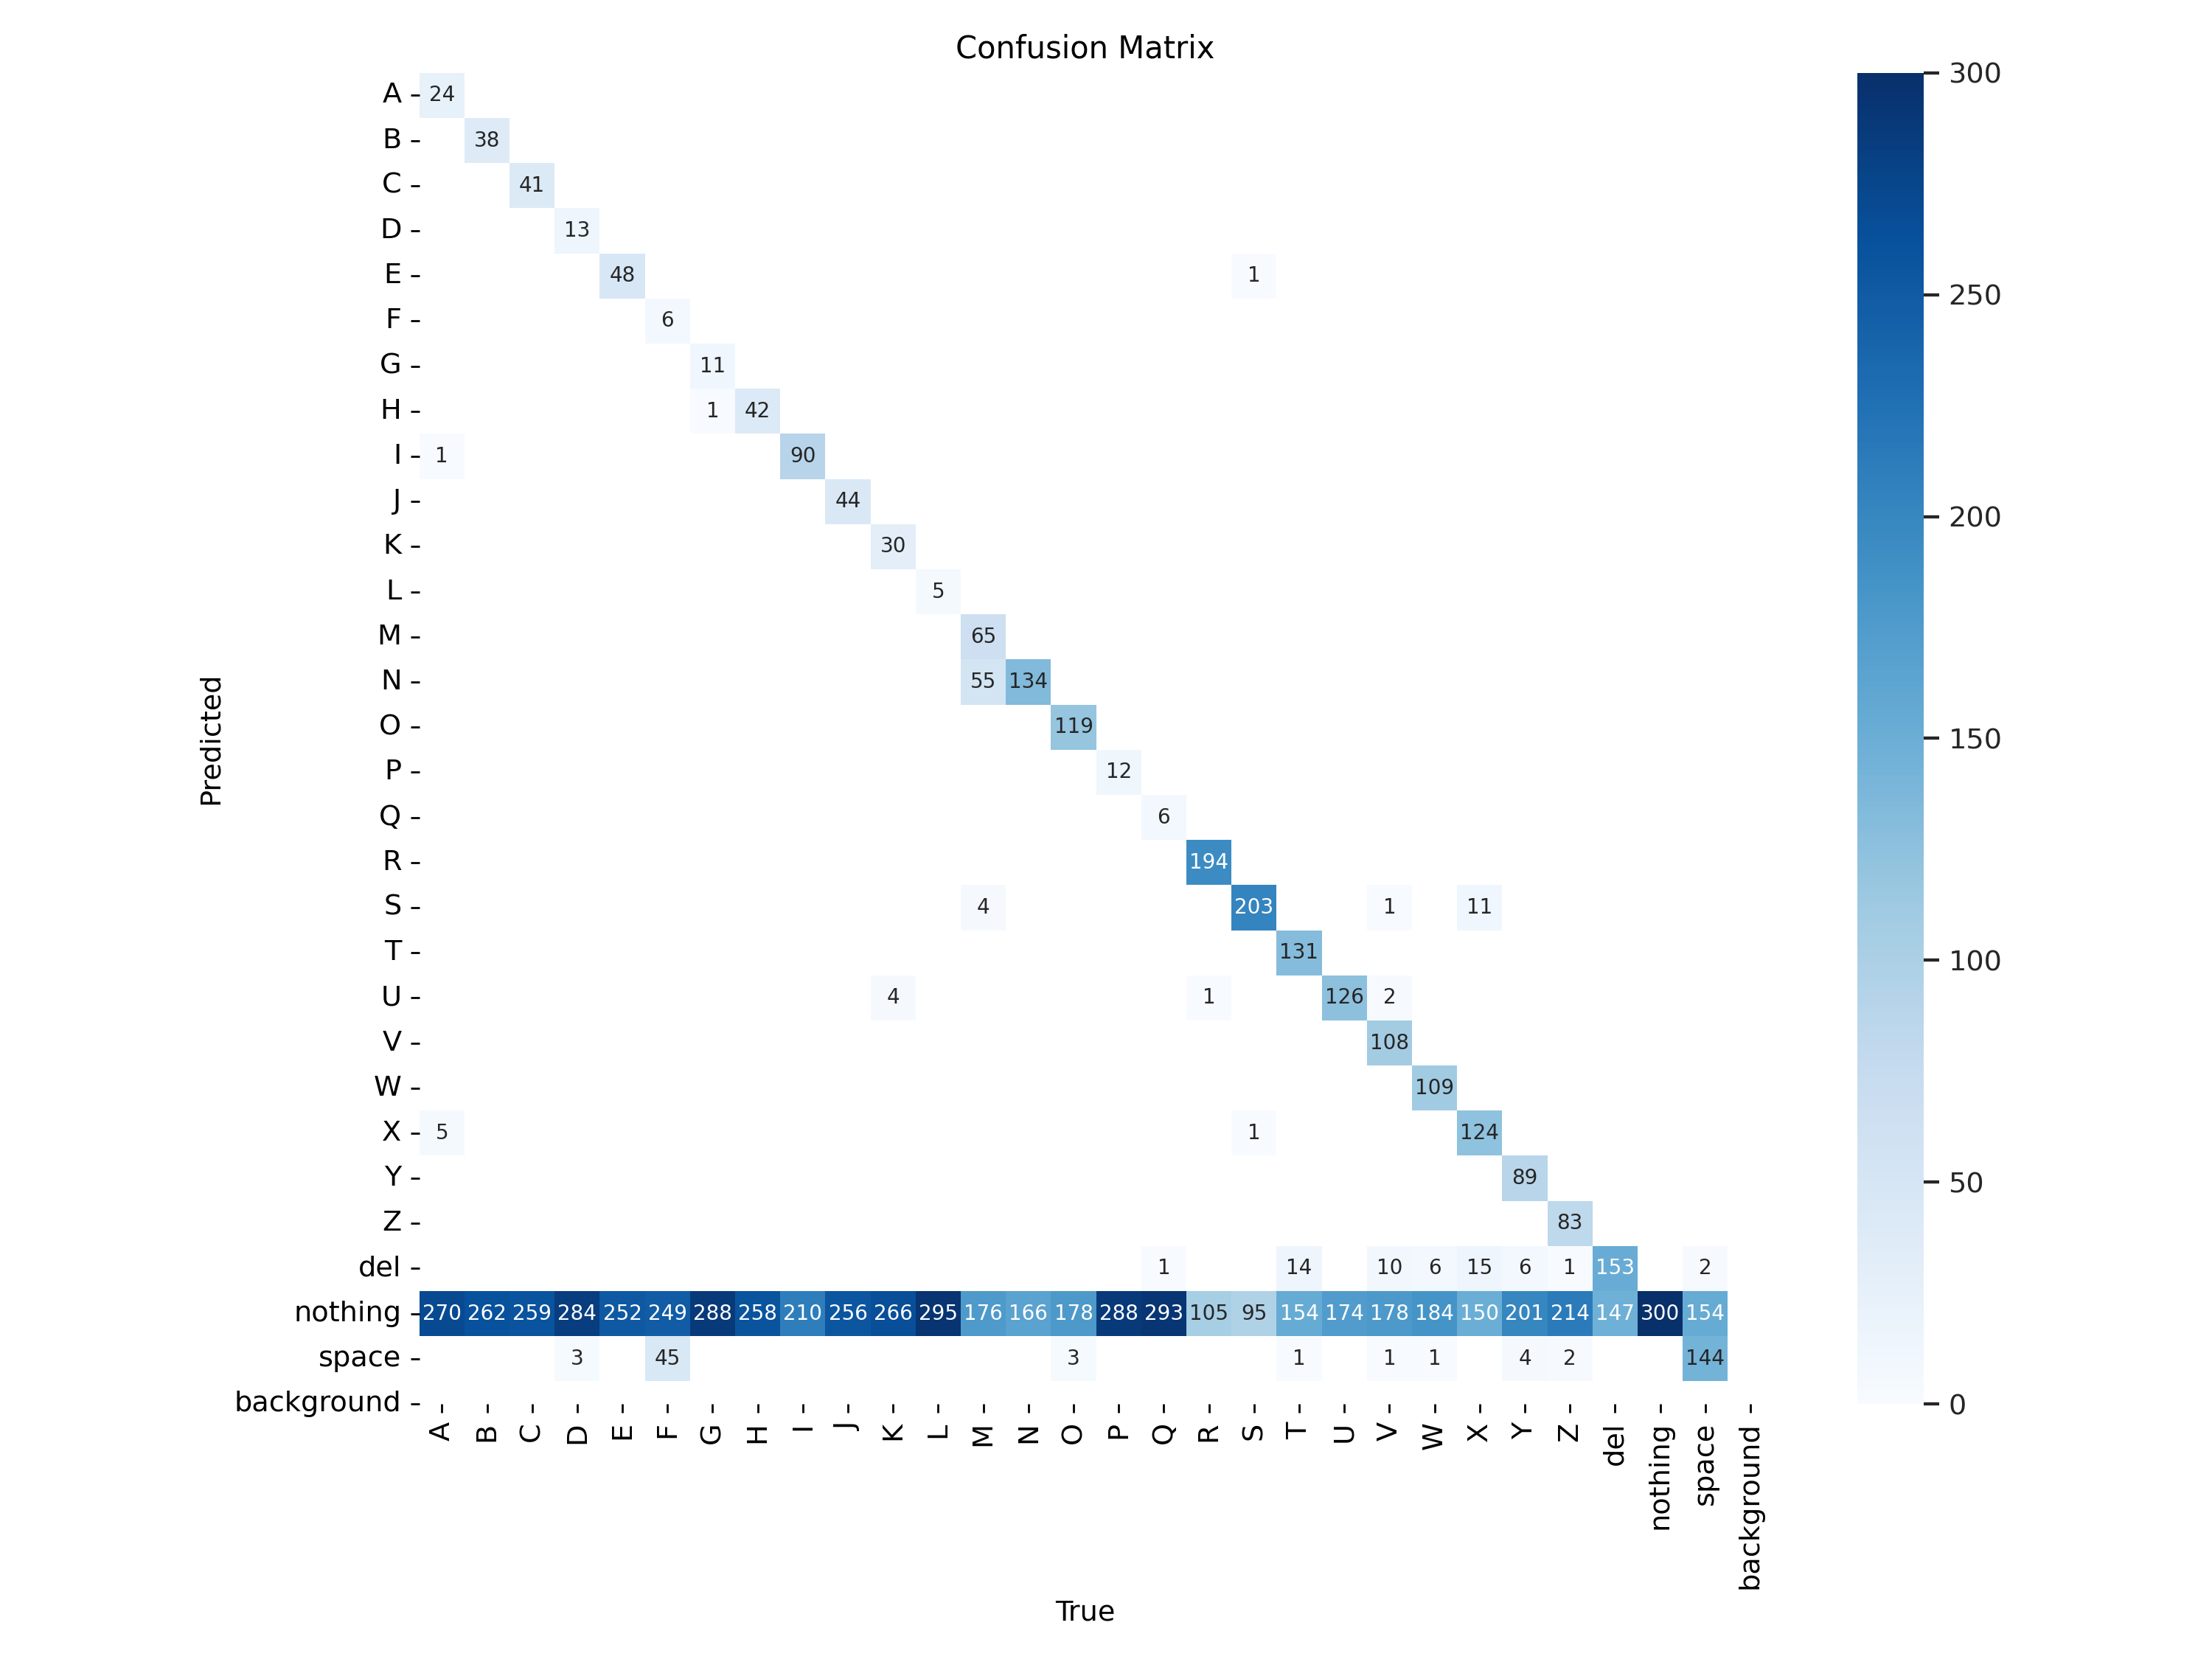 Confusion Matrix
A 24
B 38
C 41
D 13
E 48 1
F 6
G 11
H 1 42
I 1 90
J 44
K 30
L 5
M 65
N 55 134
O 119
P 12
Q 6
R 194
S 4 203 1 11
T 131
U 4 1 126 2
V 108
W 109
X 5 1 124
Y 89
Z 83
del 1 14 10 6 15 6 1 153 2
nothing 270 262 259 284 252 249 288 258 210 256 266 295 176 166 178 288 293 105 95 154 174 178 184 150 201 214 147 300 154
space 3 45 3 1 1 1 4 2 144
background
A B C D E F G H I J K L M N O P Q R S T U V W X Y Z del nothing space background
True
Predicted
300
250
200
150
100
50
0